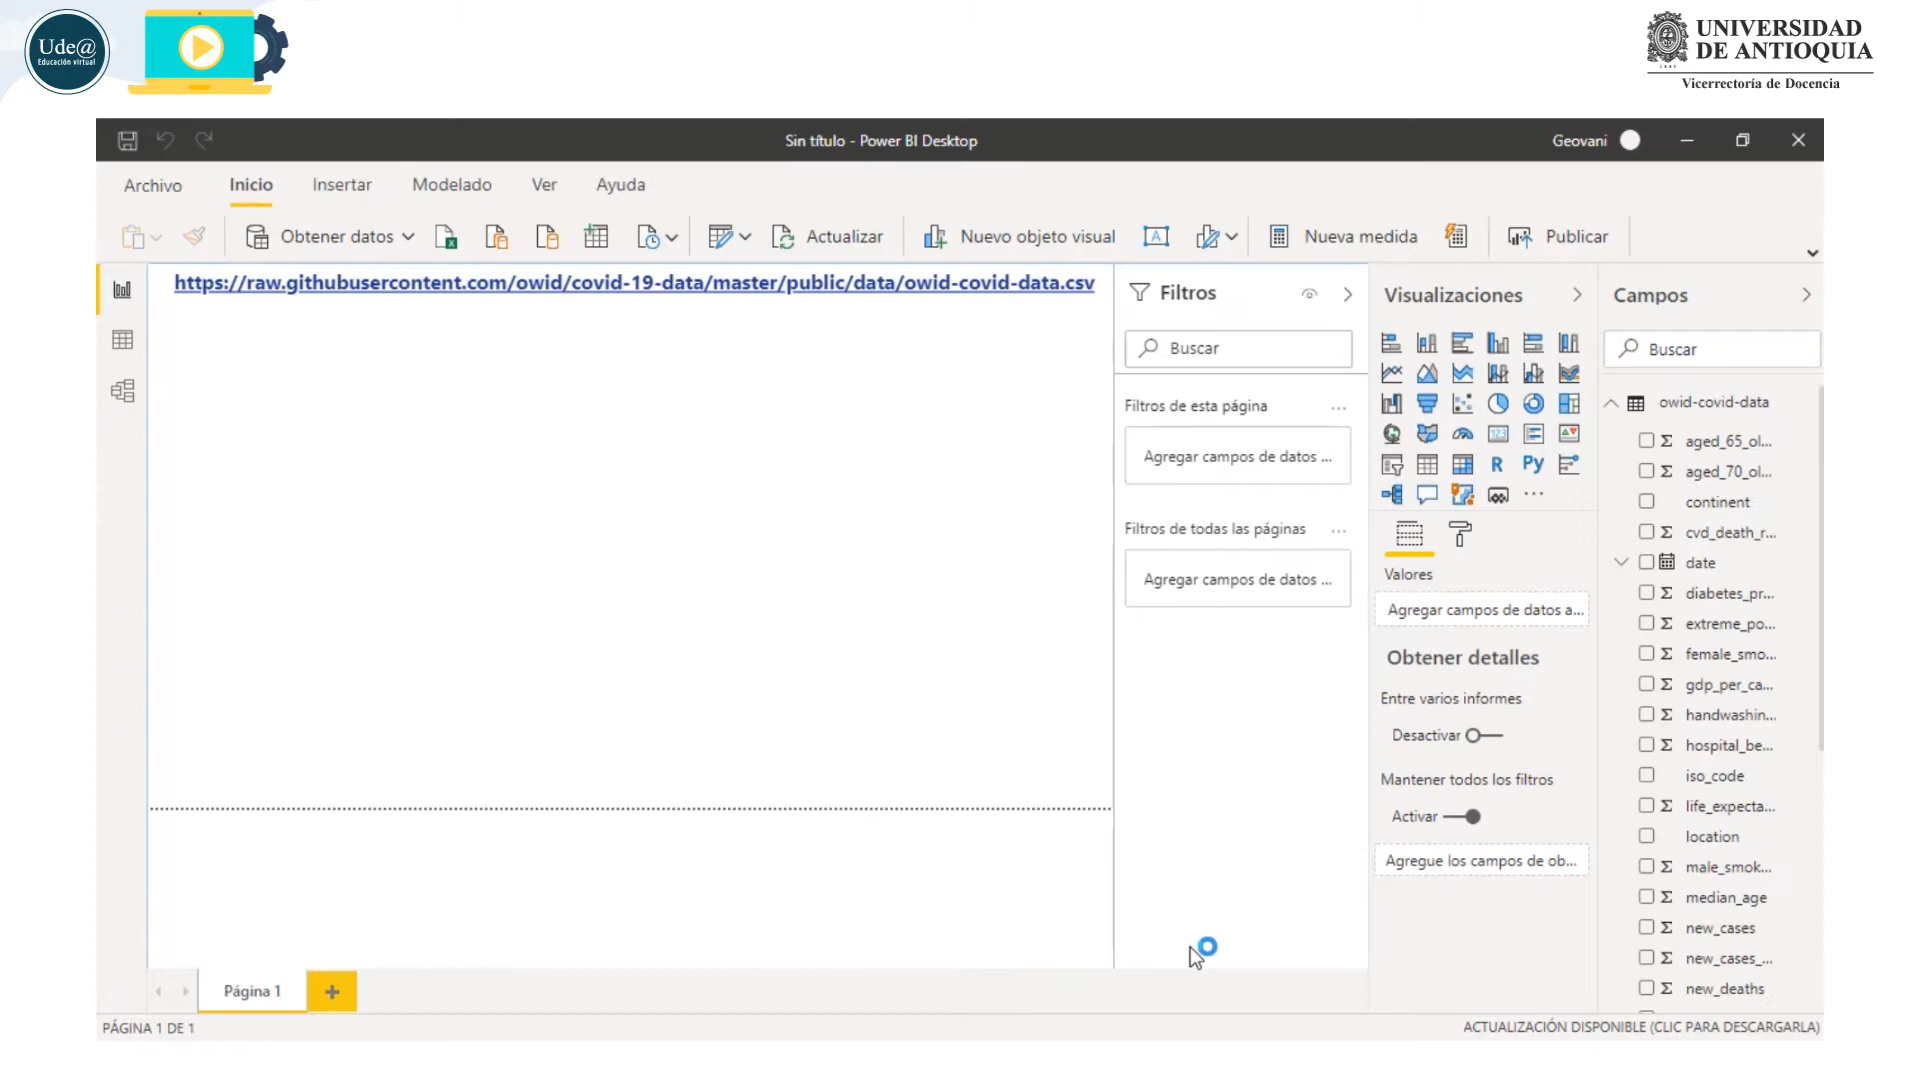 Ude@
Educación virtual
UNIVERSIDAD
DE ANTIOQUIA
1803
Vicerrectoría de Docencia
Sin título - Power BI Desktop
Geovani
Archivo
Inicio
Insertar
Modelado
Ver
Ayuda
Obtener datos
Actualizar
Nuevo objeto visual
Nueva medida
Publicar
https://raw.githubusercontent.com/owid/covid-19-data/master/public/data/owid-covid-data.csv
Filtros
Buscar
Filtros de esta página
...
Agregar campos de datos ...
Filtros de todas las páginas
...
Agregar campos de datos ...
Visualizaciones
123
R
Py
...
Valores
Agregar campos de datos a...
Obtener detalles
Entre varios informes
Desactivar
Mantener todos los filtros
Activar
Agregue los campos de ob...
Campos
Buscar
owid-covid-data
Σ aged_65_ol...
Σ aged_70_ol...
continent
Σ cvd_death_r...
date
Σ diabetes_pr...
Σ extreme_po...
Σ female_smo...
Σ gdp_per_ca...
Σ handwashin...
Σ hospital_be...
iso_code
Σ life_expecta...
location
Σ male_smok...
Σ median_age
Σ new_cases
Σ new_cases_...
Σ new_deaths
Página 1
PÁGINA 1 DE 1
ACTUALIZACIÓN DISPONIBLE (CLIC PARA DESCARGARLA)